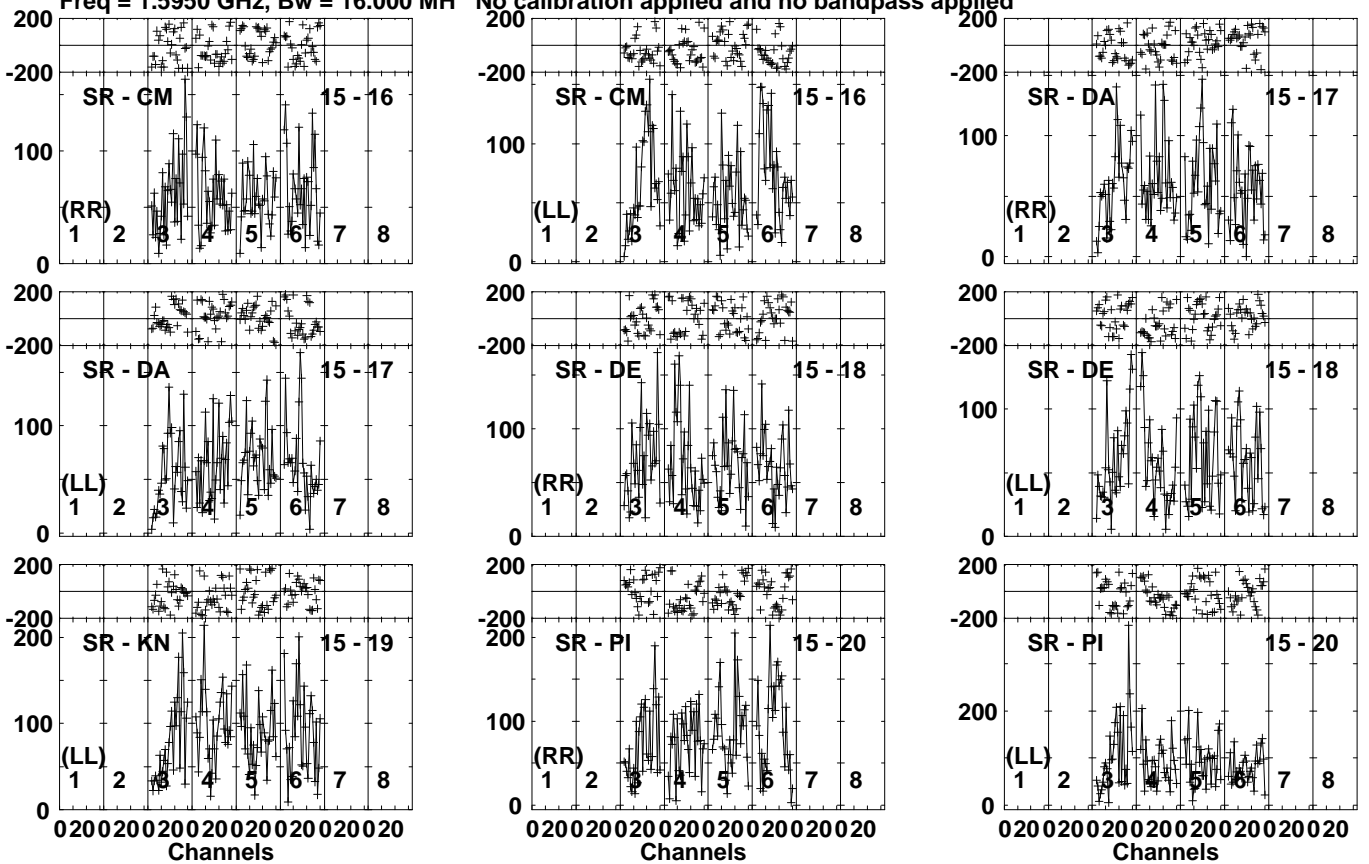 Freq = 1.5950 GHz, Bw = 16.000 MH No calibration applied and no bandpass applied
200 200 200
-200 -200 -200
SR - CM 15 - 16 SR - CM 15 - 16 SR - DA 15 - 17
100 100 100
(RR) (LL) (RR)
1 2 3 4 5 6 7 8 1 2 3 4 5 6 7 8 1 2 3 4 5 6 7 8
0 0 0
200 200 200
-200 -200 -200
SR - DA 15 - 17 SR - DE 15 - 18 SR - DE 15 - 18
100 100 100
(LL) (RR) (LL)
1 2 3 4 5 6 7 8 1 2 3 4 5 6 7 8 1 2 3 4 5 6 7 8
0 0 0
200 200 200
-200 -200 -200
200 200
SR - KN 15 - 19 SR - PI 15 - 20 SR - PI 15 - 20
200
100 100
(LL) (RR) (LL)
1 2 3 4 5 6 7 8 1 2 3 4 5 6 7 8 1 2 3 4 5 6 7 8
0 0 0
0 20 0 20 0 20 0 20 0 20 0 20 0 20 0 20 0 20 0 20 0 20 0 20 0 20 0 20 0 20 0 20 0 20 0 20 0 20 0 20 0 20 0 20 0 20 0 20
Channels Channels Channels